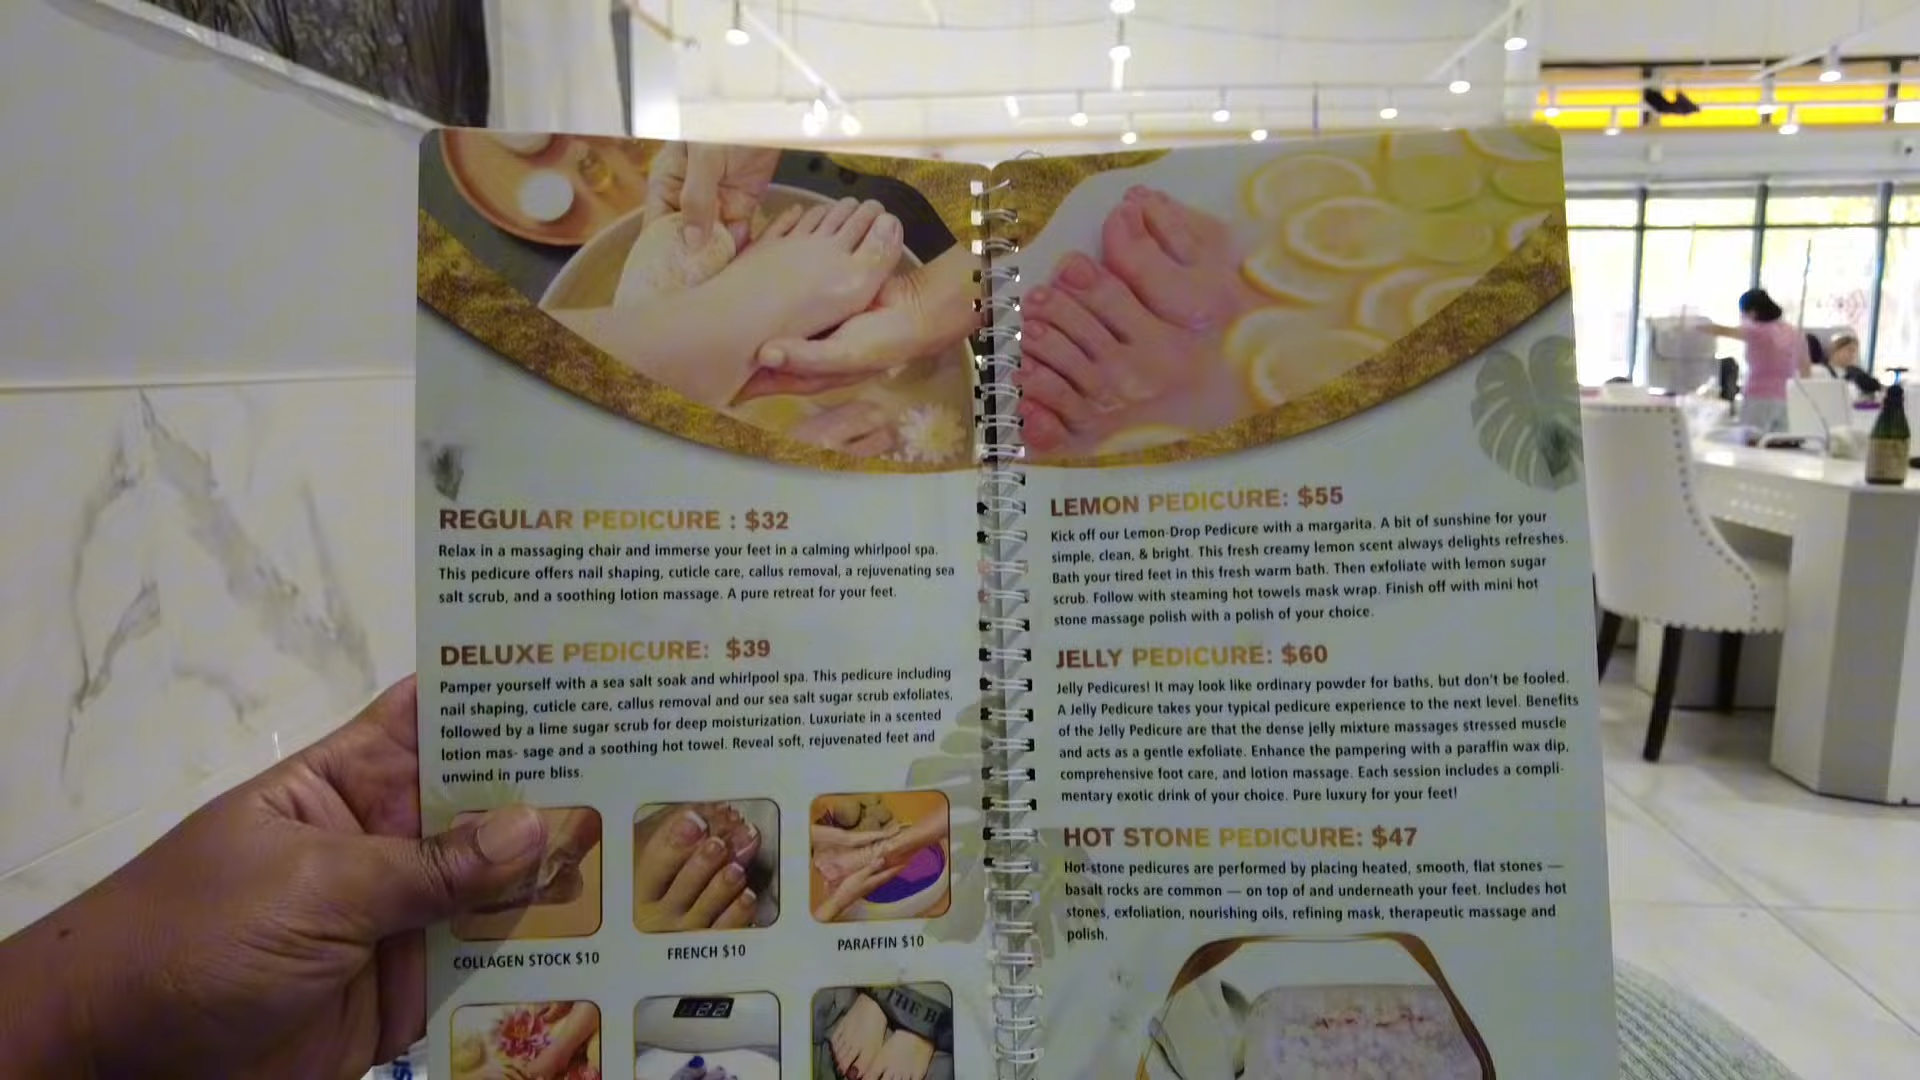 REGULAR PEDICURE : $32
Relax in a massaging chair and immerse your feet in a calming whirlpool spa.
This pedicure offers nail shaping, cuticle care, callus removal, a rejuvenating sea
salt scrub, and a soothing lotion massage. A pure retreat for your feet.
DELUXE PEDICURE: $39
Pamper yourself with a sea salt soak and whirlpool spa. This pedicure including
nail shaping, cuticle care, callus removal and our sea salt sugar scrub exfoliates,
followed by a lime sugar scrub for deep moisturization. Luxuriate in a scented
lotion mas- sage and a soothing hot towel. Reveal soft, rejuvenated feet and
unwind in pure bliss.
COLLAGEN STOCK $10
FRENCH $10
PARAFFIN $10
THE B
LEMON PEDICURE: $55
Kick off our Lemon-Drop Pedicure with a margarita. A bit of sunshine for your
simple, clean, & bright. This fresh creamy lemon scent always delights refreshes.
Bath your tired feet in this fresh warm bath. Then exfoliate with lemon sugar
scrub. Follow with steaming hot towels mask wrap. Finish off with mini hot
stone massage polish with a polish of your choice.
JELLY PEDICURE: $60
Jelly Pedicures! It may look like ordinary powder for baths, but don't be fooled.
A Jelly Pedicure takes your typical pedicure experience to the next level. Benefits
of the Jelly Pedicure are that the dense jelly mixture massages stressed muscle
and acts as a gentle exfoliate. Enhance the pampering with a paraffin wax dip,
comprehensive foot care, and lotion massage. Each session includes a compli-
mentary exotic drink of your choice. Pure luxury for your feet!
HOT STONE PEDICURE: $47
Hot-stone pedicures are performed by placing heated, smooth, flat stones —
basalt rocks are common — on top of and underneath your feet. Includes hot
stones, exfoliation, nourishing oils, refining mask, therapeutic massage and
polish.